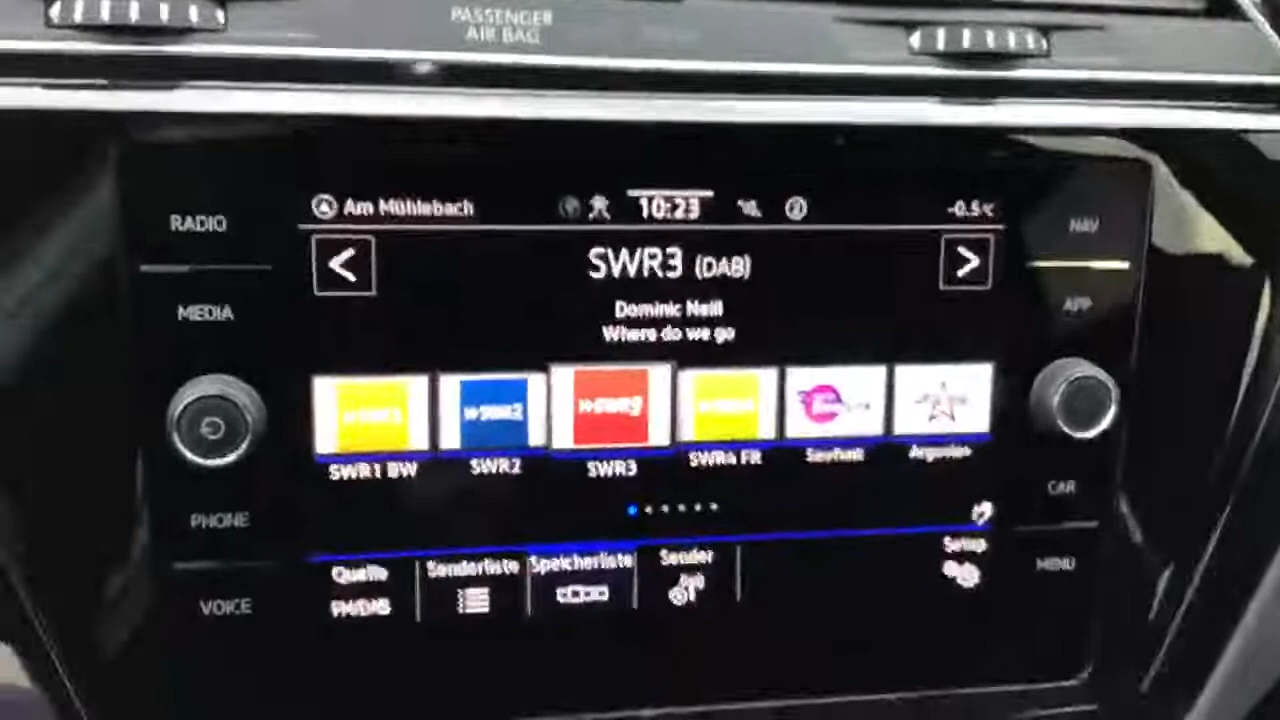 PASSENGER
AIR BAG
RADIO
MEDIA
PHONE
VOICE
Am Mühlebach
10:23
-0.5°C
<
SWR3 (DAB)
>
Dominic Neill
Where do we go
SWR1 BW
SWR2
SWR3
SWR4 FR
Quelle
FM/DAB
Senderliste
Speicherliste
Sender
Setup
NAV
APP
CAR
MENU